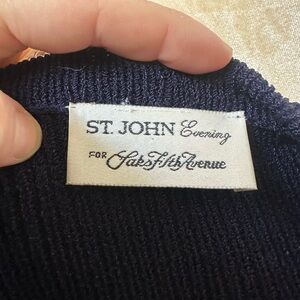 ST. JOHN Evening
FOR Saks Fifth Avenue